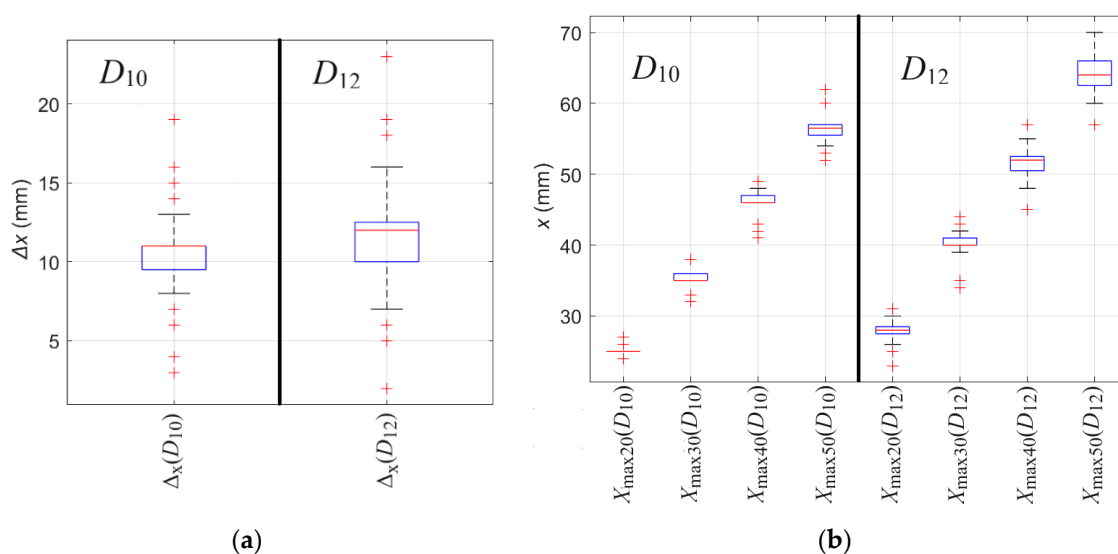 D10
D12
20
15
10
5
Δx (mm)
Δx(D10)
Δx(D12)
(a)
D10
D12
70
60
50
40
30
x (mm)
Xmax20(D10)
Xmax30(D10)
Xmax40(D10)
Xmax50(D10)
Xmax20(D12)
Xmax30(D12)
Xmax40(D12)
Xmax50(D12)
(b)